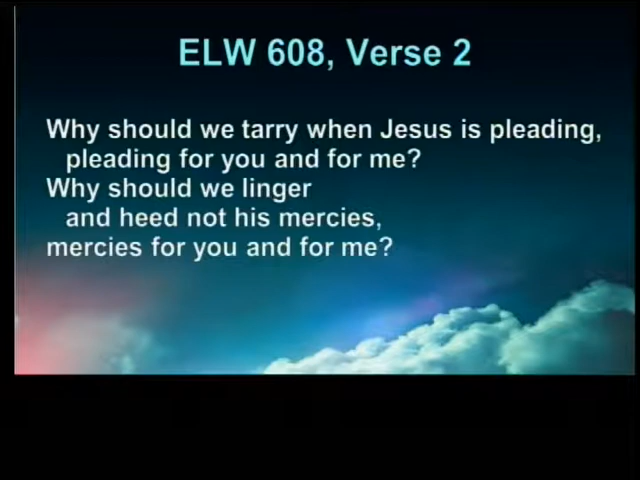 ELW 608, Verse 2
Why should we tarry when Jesus is pleading,
pleading for you and for me?
Why should we linger
and heed not his mercies,
mercies for you and for me?